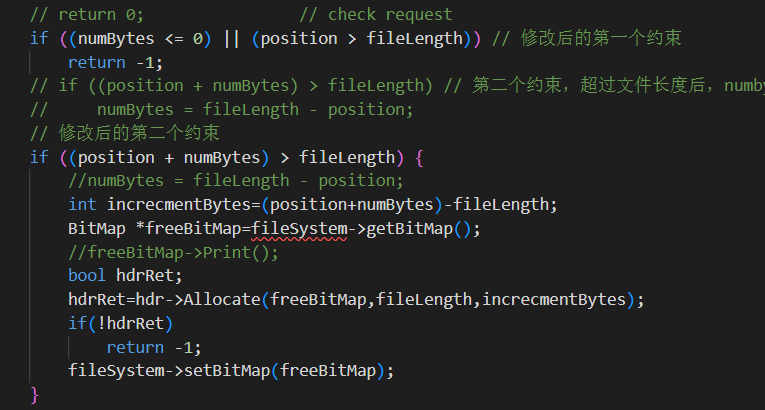 // return 0; // check request
if ((numBytes <= 0) || (position > fileLength)) // 修改后的第一个约束
return -1;
// if ((position + numBytes) > fileLength) // 第二个约束，超过文件长度后，numby
// numBytes = fileLength - position;
// 修改后的第二个约束
if ((position + numBytes) > fileLength) {
//numBytes = fileLength - position;
int increcmentBytes=(position+numBytes)-fileLength;
BitMap *freeBitMap=fileSystem->getBitMap();
//freeBitMap->Print();
bool hdrRet;
hdrRet=hdr->Allocate(freeBitMap,fileLength,increcmentBytes);
if(!hdrRet)
return -1;
fileSystem->setBitMap(freeBitMap);
}